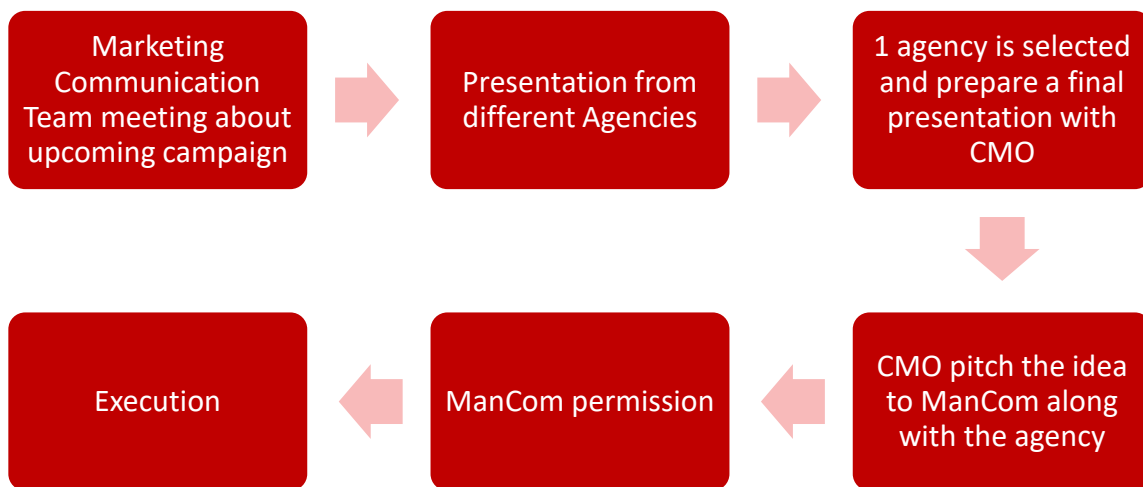 Marketing
Communication
Team meeting about
upcoming campaign
Presentation from
different Agencies
1 agency is selected
and prepare a final
presentation with
CMO
CMO pitch the idea
to ManCom along
with the agency
ManCom permission
Execution